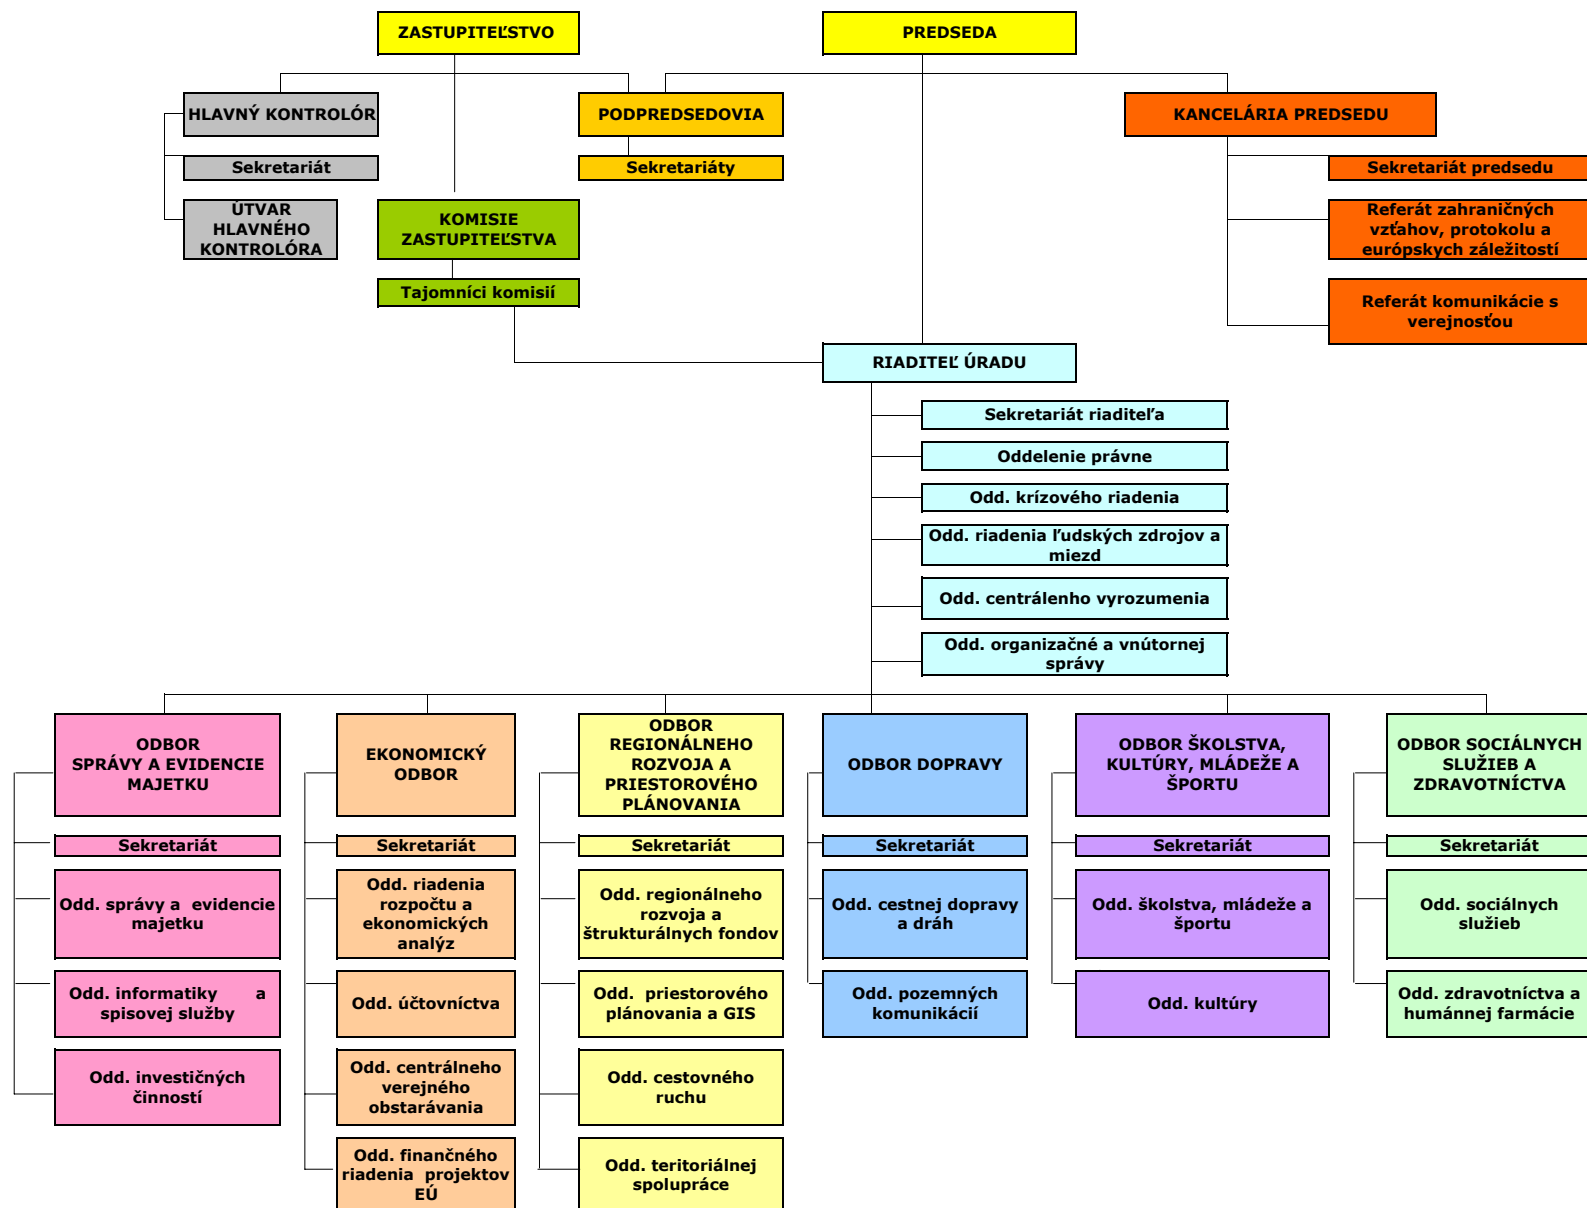 ZASTUPITEĽSTVO
PREDSEDA
HLAVNÝ KONTROLÓR
PODPREDSEDOVIA
KANCELÁRIA PREDSEDU
Sekretariát
Sekretariáty
Sekretariát predsedu
ÚTVAR
HLAVNÉHO
KONTROLÓRA
KOMISIE
ZASTUPITEĽSTVA
Referát zahraničných
vzťahov, protokolu a
európskych záležitostí
Tajomníci komisií
Referát komunikácie s
verejnosťou
RIADITEĽ ÚRADU
Sekretariát riaditeľa
Oddelenie právne
Odd. krízového riadenia
Odd. riadenia ľudských zdrojov a
miezd
Odd. centrálenho vyrozumenia
Odd. organizačné a vnútornej
správy
ODBOR
SPRÁVY A EVIDENCIE
MAJETKU
EKONOMICKÝ
ODBOR
ODBOR
REGIONÁLNEHO
ROZVOJA A
PRIESTOROVÉHO
PLÁNOVANIA
ODBOR DOPRAVY
ODBOR ŠKOLSTVA,
KULTÚRY, MLÁDEŽE A
ŠPORTU
ODBOR SOCIÁLNYCH
SLUŽIEB A
ZDRAVOTNÍCTVA
Sekretariát
Sekretariát
Sekretariát
Sekretariát
Sekretariát
Sekretariát
Odd. správy a evidencie
majetku
Odd. riadenia
rozpočtu a
ekonomických
analýz
Odd. regionálneho
rozvoja a
štrukturálnych fondov
Odd. cestnej dopravy
a dráh
Odd. školstva, mládeže a
športu
Odd. sociálnych
služieb
Odd. informatiky a
spisovej služby
Odd. účtovníctva
Odd. priestorového
plánovania a GIS
Odd. pozemných
komunikácií
Odd. kultúry
Odd. zdravotníctva a
humánnej farmácie
Odd. investičných
činností
Odd. centrálneho
verejného
obstarávania
Odd. cestovného
ruchu
Odd. finančného
riadenia projektov
EÚ
Odd. teritoriálnej
spolupráce